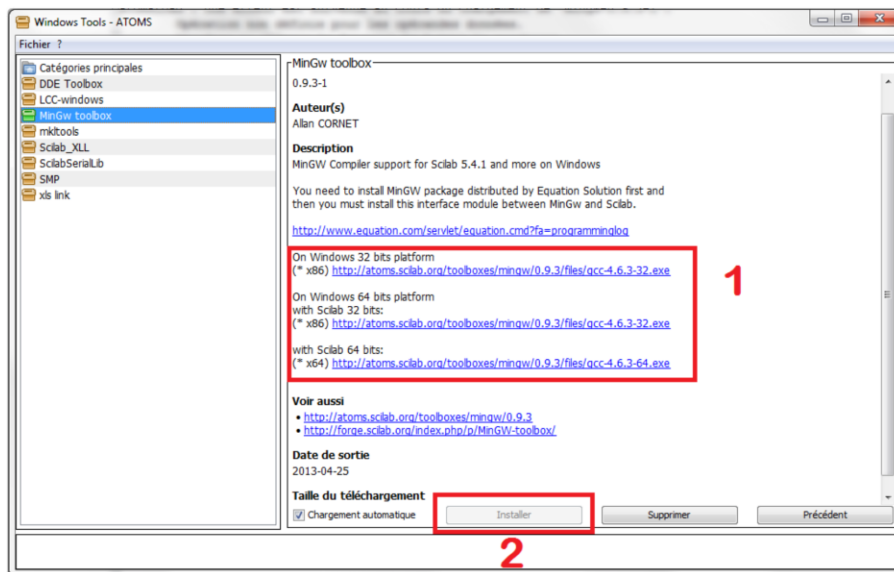 Opération non définie pour les opérandes données.
Windows Tools - ATOMS
Fichier ?
Catégories principales
DDE Toolbox
LCC-windows
MinGw toolbox
mkltools
Scilab_XLL
ScilabSerialLib
SMP
xls link
MinGw toolbox
0.9.3-1
Auteur(s)
Allan CORNET
Description
MinGW Compiler support for Scilab 5.4.1 and more on Windows
You need to install MinGW package distributed by Equation Solution first and
then you must install this interface module between MinGw and Scilab.
http://www.equation.com/servlet/equation.cmd?fa=programminglog
On Windows 32 bits platform
(* x86) http://atoms.scilab.org/toolboxes/mingw/0.9.3/files/gcc-4.6.3-32.exe
On Windows 64 bits platform
with Scilab 32 bits:
(* x86) http://atoms.scilab.org/toolboxes/mingw/0.9.3/files/gcc-4.6.3-32.exe
with Scilab 64 bits:
(* x64) http://atoms.scilab.org/toolboxes/mingw/0.9.3/files/gcc-4.6.3-64.exe
1
Voir aussi
• http://atoms.scilab.org/toolboxes/mingw/0.9.3
• http://forge.scilab.org/index.php/p/MinGW-toolbox/
Date de sortie
2013-04-25
Taille du téléchargement
Chargement automatique
Installer
Supprimer
Précédent
2